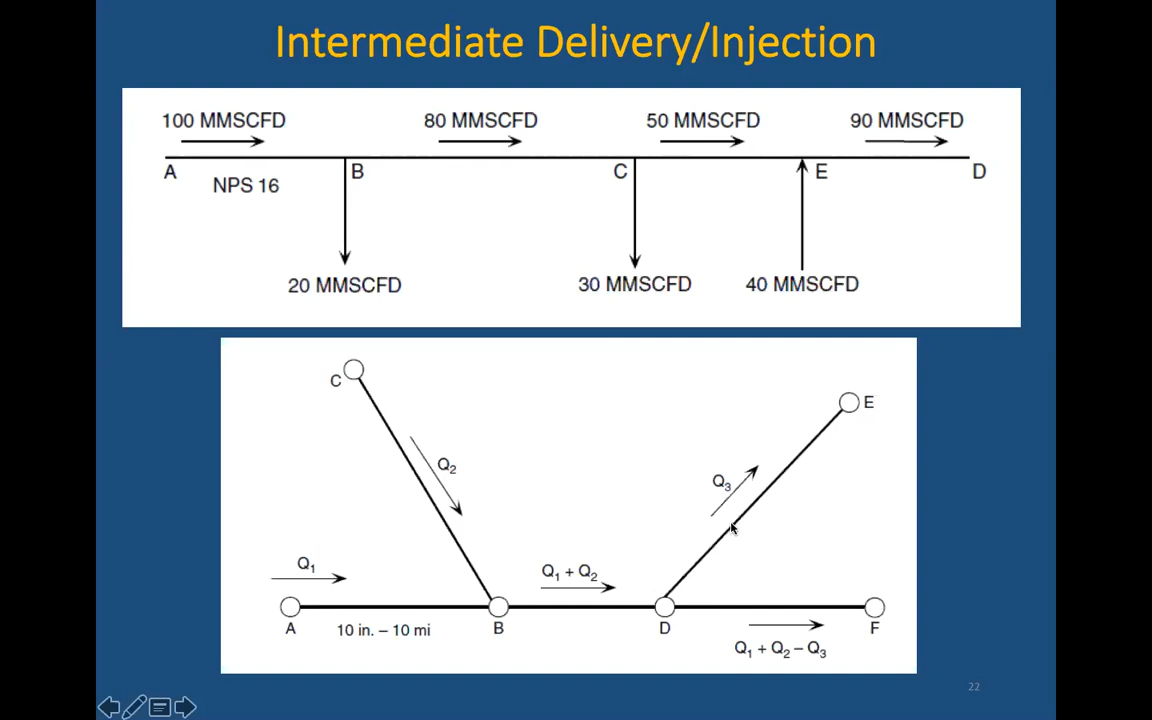 Intermediate Delivery/Injection
100 MMSCFD 80 MMSCFD 50 MMSCFD 90 MMSCFD
A B C E D
NPS 16
20 MMSCFD 30 MMSCFD 40 MMSCFD
C
E
Q2
Q3
Q1
Q1 + Q2
A 10 in. – 10 mi B D F
Q1 + Q2 – Q3
22